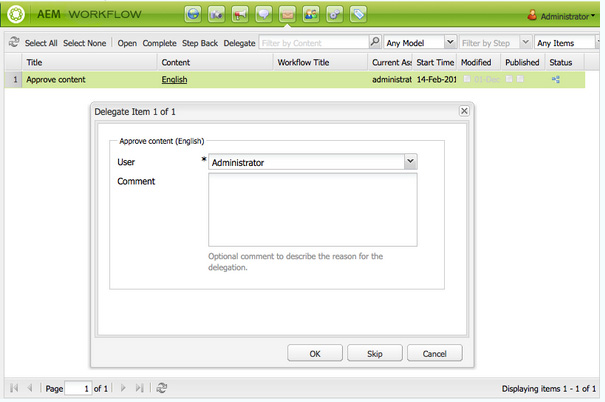 AEM WORKFLOW
Administrator
Select All Select None Open Complete Step Back Delegate Filter by Content Any Model Filter by Step Any Items
Title Content Workflow Title Current Ass Start Time Modified Published Status
1 Approve content English administrat 14-Feb-201
Delegate Item 1 of 1
Approve content (English)
User * Administrator
Comment
Optional comment to describe the reason for the
delegation.
OK Skip Cancel
Page 1 of 1 Displaying items 1 - 1 of 1